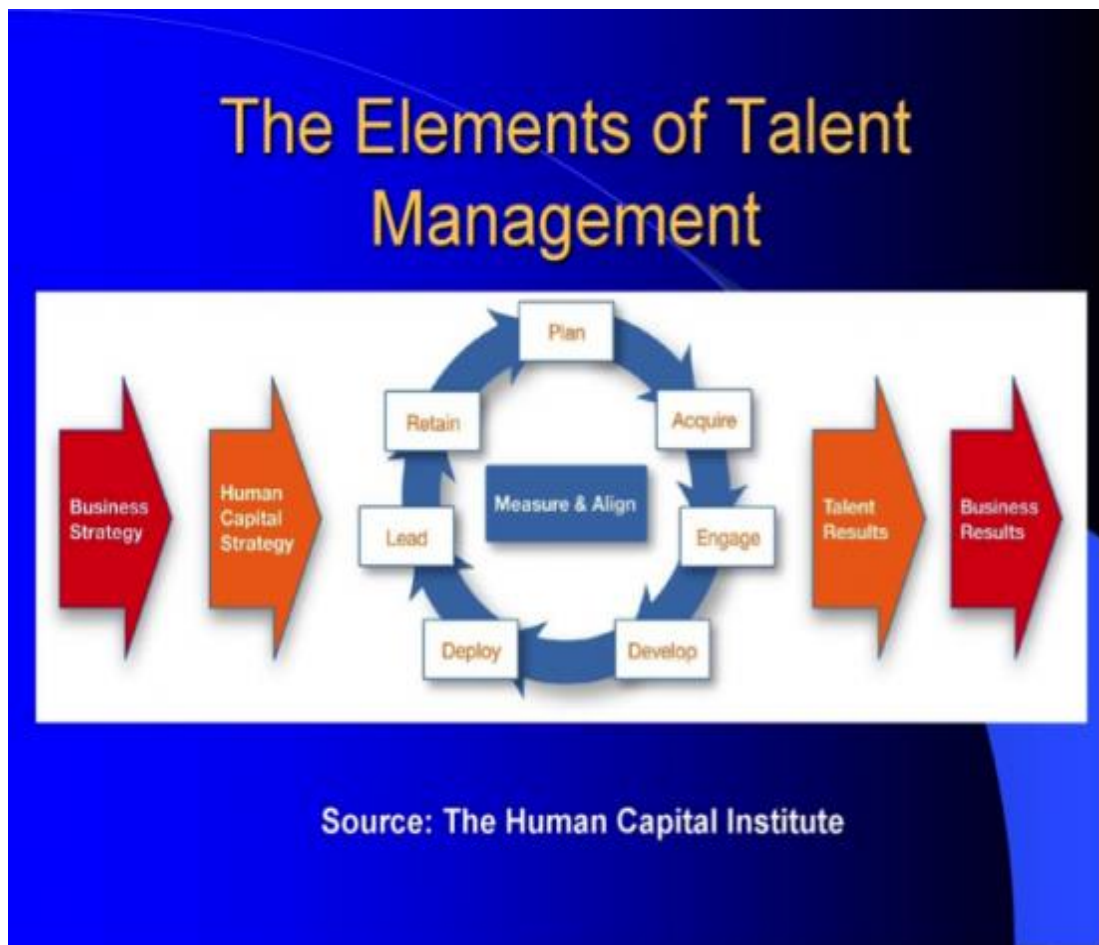 The Elements of Talent
Management
Business
Strategy
Human
Capital
Strategy
Plan
Acquire
Engage
Develop
Deploy
Lead
Retain
Measure & Align
Talent
Results
Business
Results
Source: The Human Capital Institute